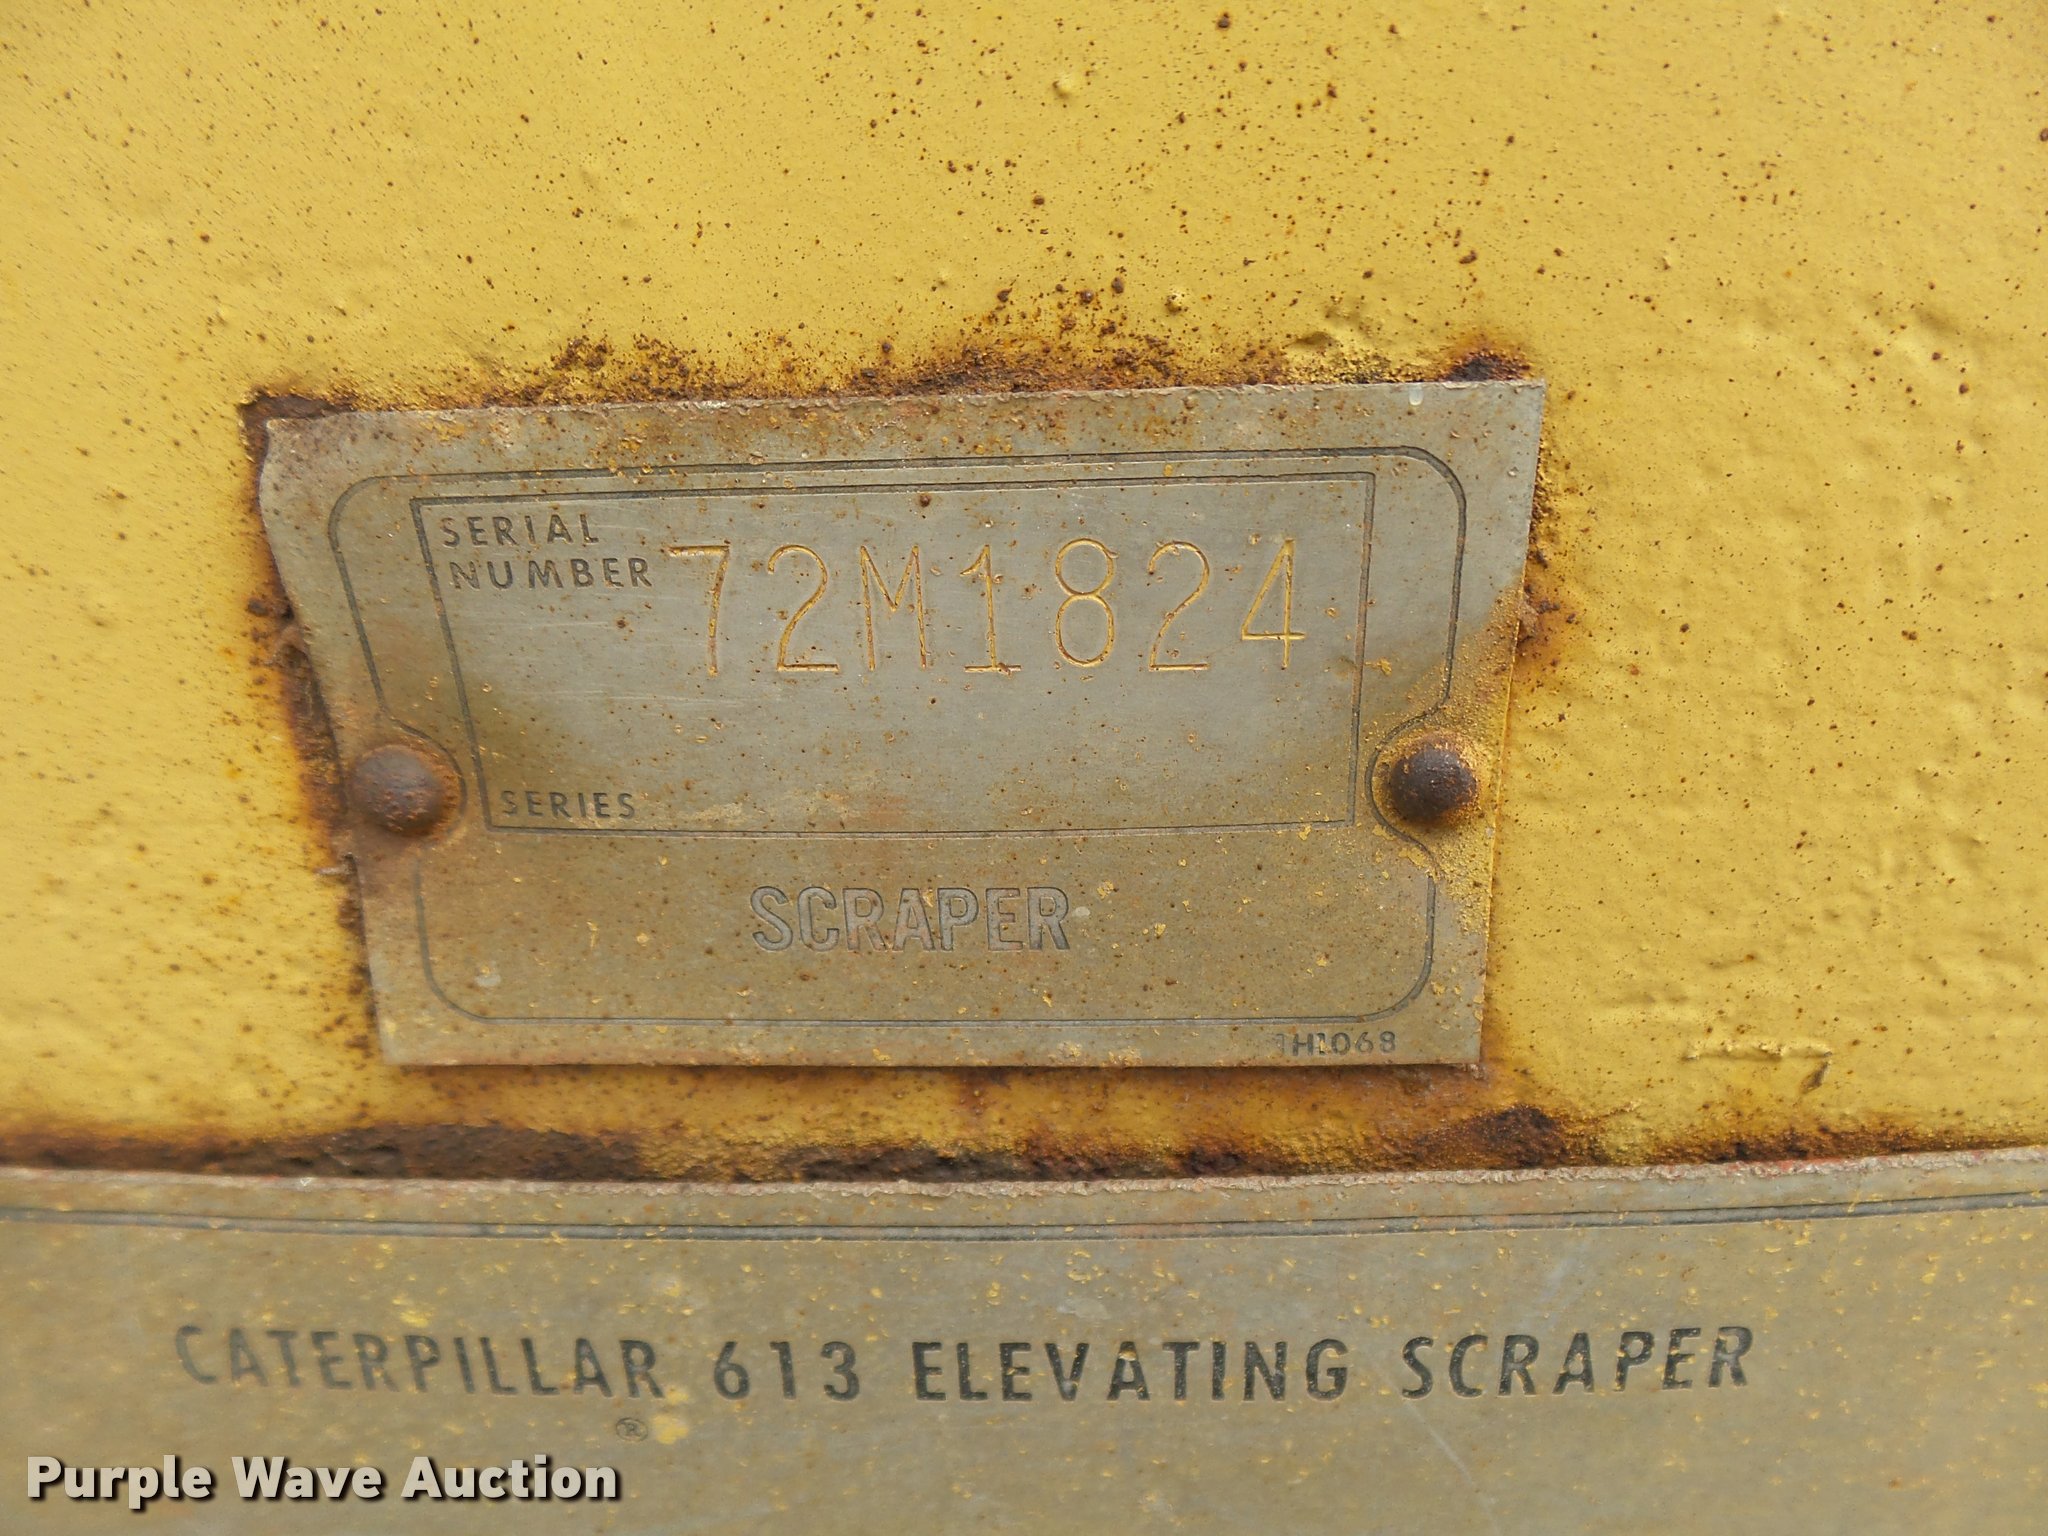 SERIAL
NUMBER 72M1824
SERIES
SCRAPER
1H1068
CATERPILLAR 613 ELEVATING SCRAPER
®
Purple Wave Auction